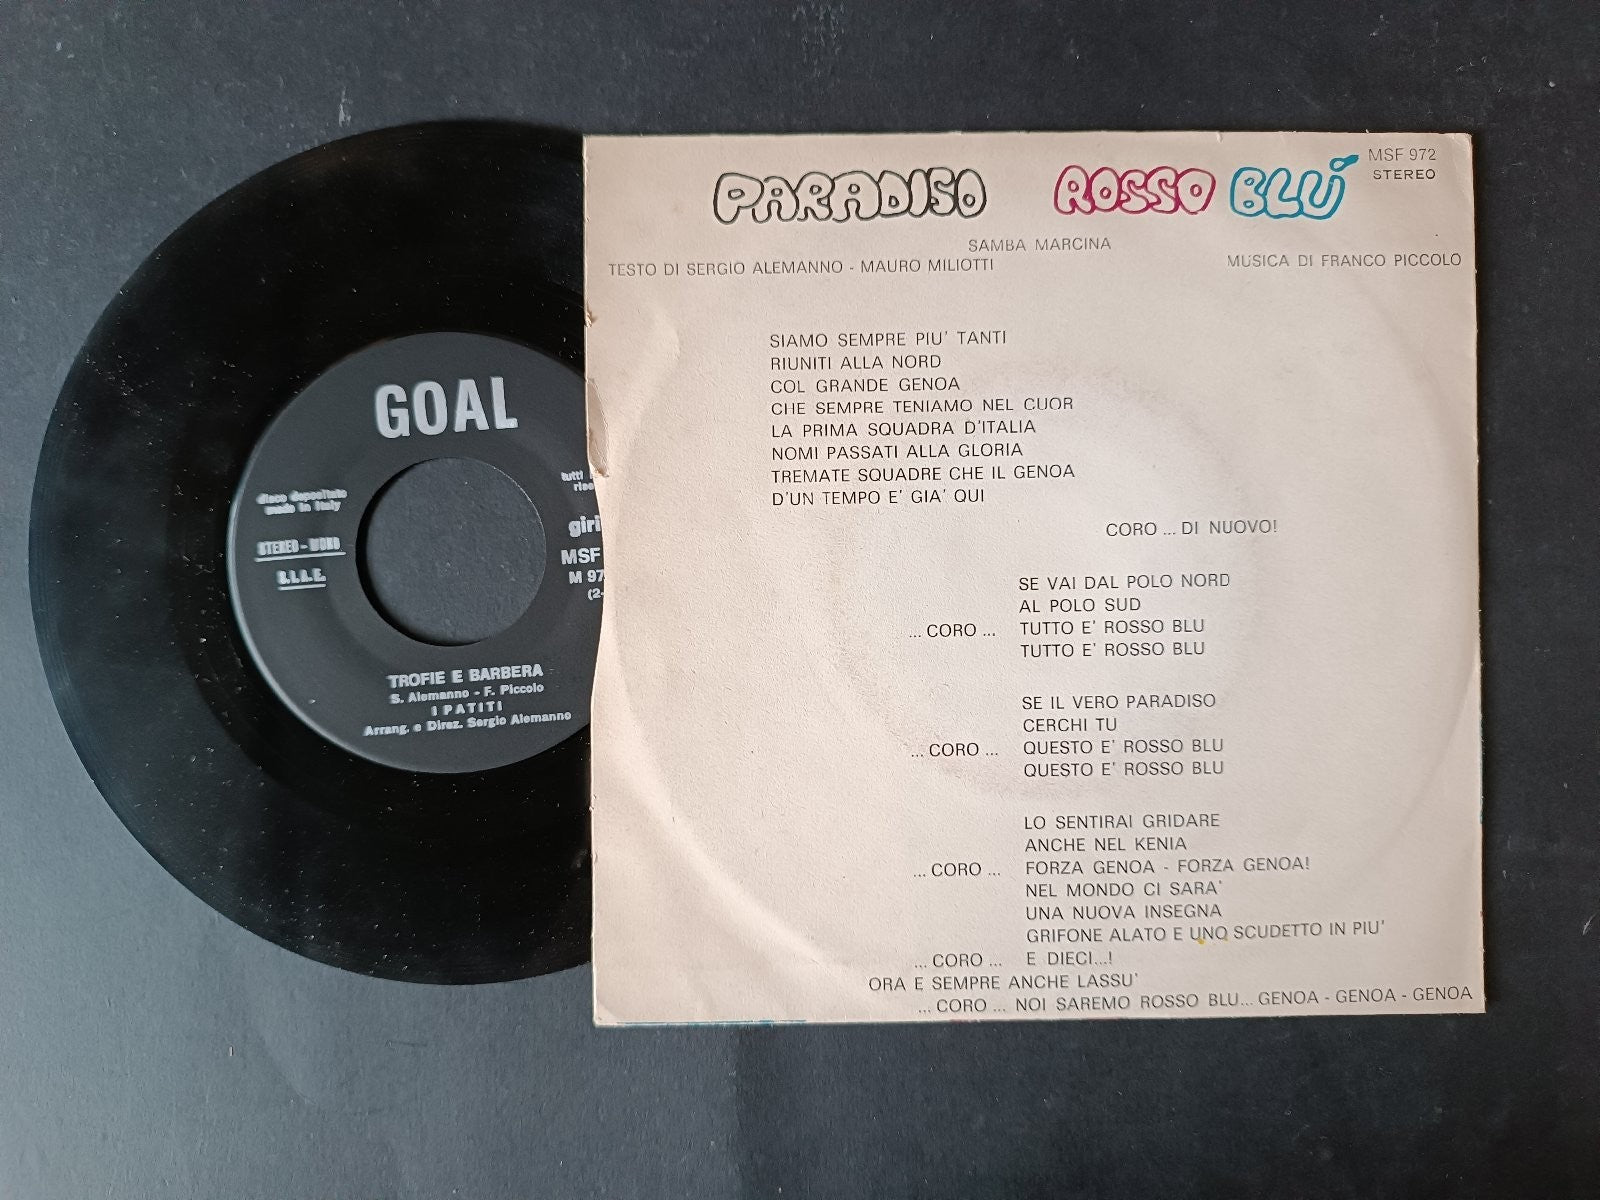 GOAL
disco depositato
made in Italy
STEREO - MONO
S.I.A.E.
tutti
giri
MSF
M 97
(2-
TROFIE E BARBERA
S. Alemanno - F. Piccolo
I PATITI
Arrang. e Direz. Sergio Alemanno
PARADISO ROSSO BLÚ
MSF 972
STEREO
SAMBA MARCINA
TESTO DI SERGIO ALEMANNO - MAURO MILIOTTI
MUSICA DI FRANCO PICCOLO
SIAMO SEMPRE PIU' TANTI
RIUNITI ALLA NORD
COL GRANDE GENOA
CHE SEMPRE TENIAMO NEL CUOR
LA PRIMA SQUADRA D'ITALIA
NOMI PASSATI ALLA GLORIA
TREMATE SQUADRE CHE IL GENOA
D'UN TEMPO E' GIA' QUI
CORO ... DI NUOVO!
SE VAI DAL POLO NORD
AL POLO SUD
... CORO ... TUTTO E' ROSSO BLU
TUTTO E' ROSSO BLU
SE IL VERO PARADISO
CERCHI TU
... CORO ... QUESTO E' ROSSO BLU
QUESTO E' ROSSO BLU
LO SENTIRAI GRIDARE
ANCHE NEL KENIA
... CORO ... FORZA GENOA - FORZA GENOA!
NEL MONDO CI SARA'
UNA NUOVA INSEGNA
GRIFONE ALATO E UNO SCUDETTO IN PIU'
... CORO ... E DIECI...!
ORA E SEMPRE ANCHE LASSU'
... CORO ... NOI SAREMO ROSSO BLU... GENOA - GENOA - GENOA